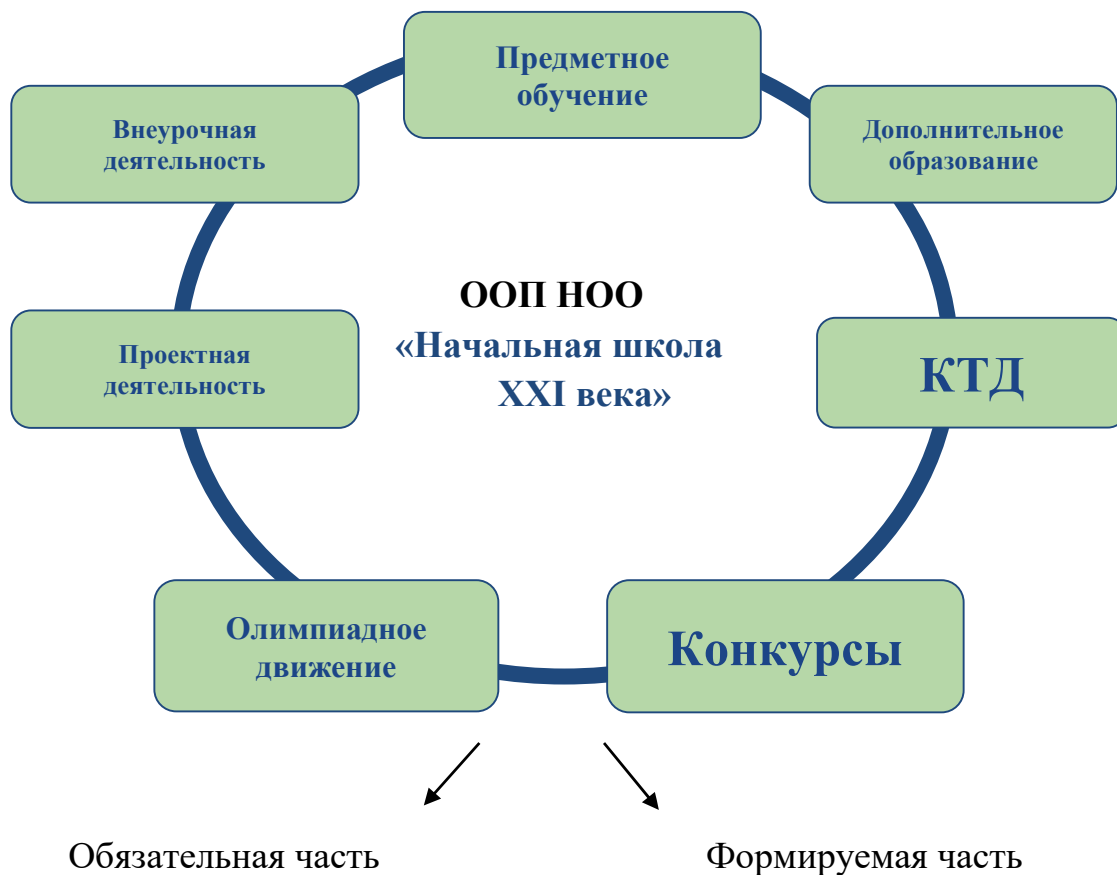 Предметное
обучение
Внеурочная
деятельность
Дополнительное
образование
ООП НОО
«Начальная школа
XXI века»
Проектная
деятельность
КТД
Олимпиадное
движение
Конкурсы
Обязательная часть
Формируемая часть